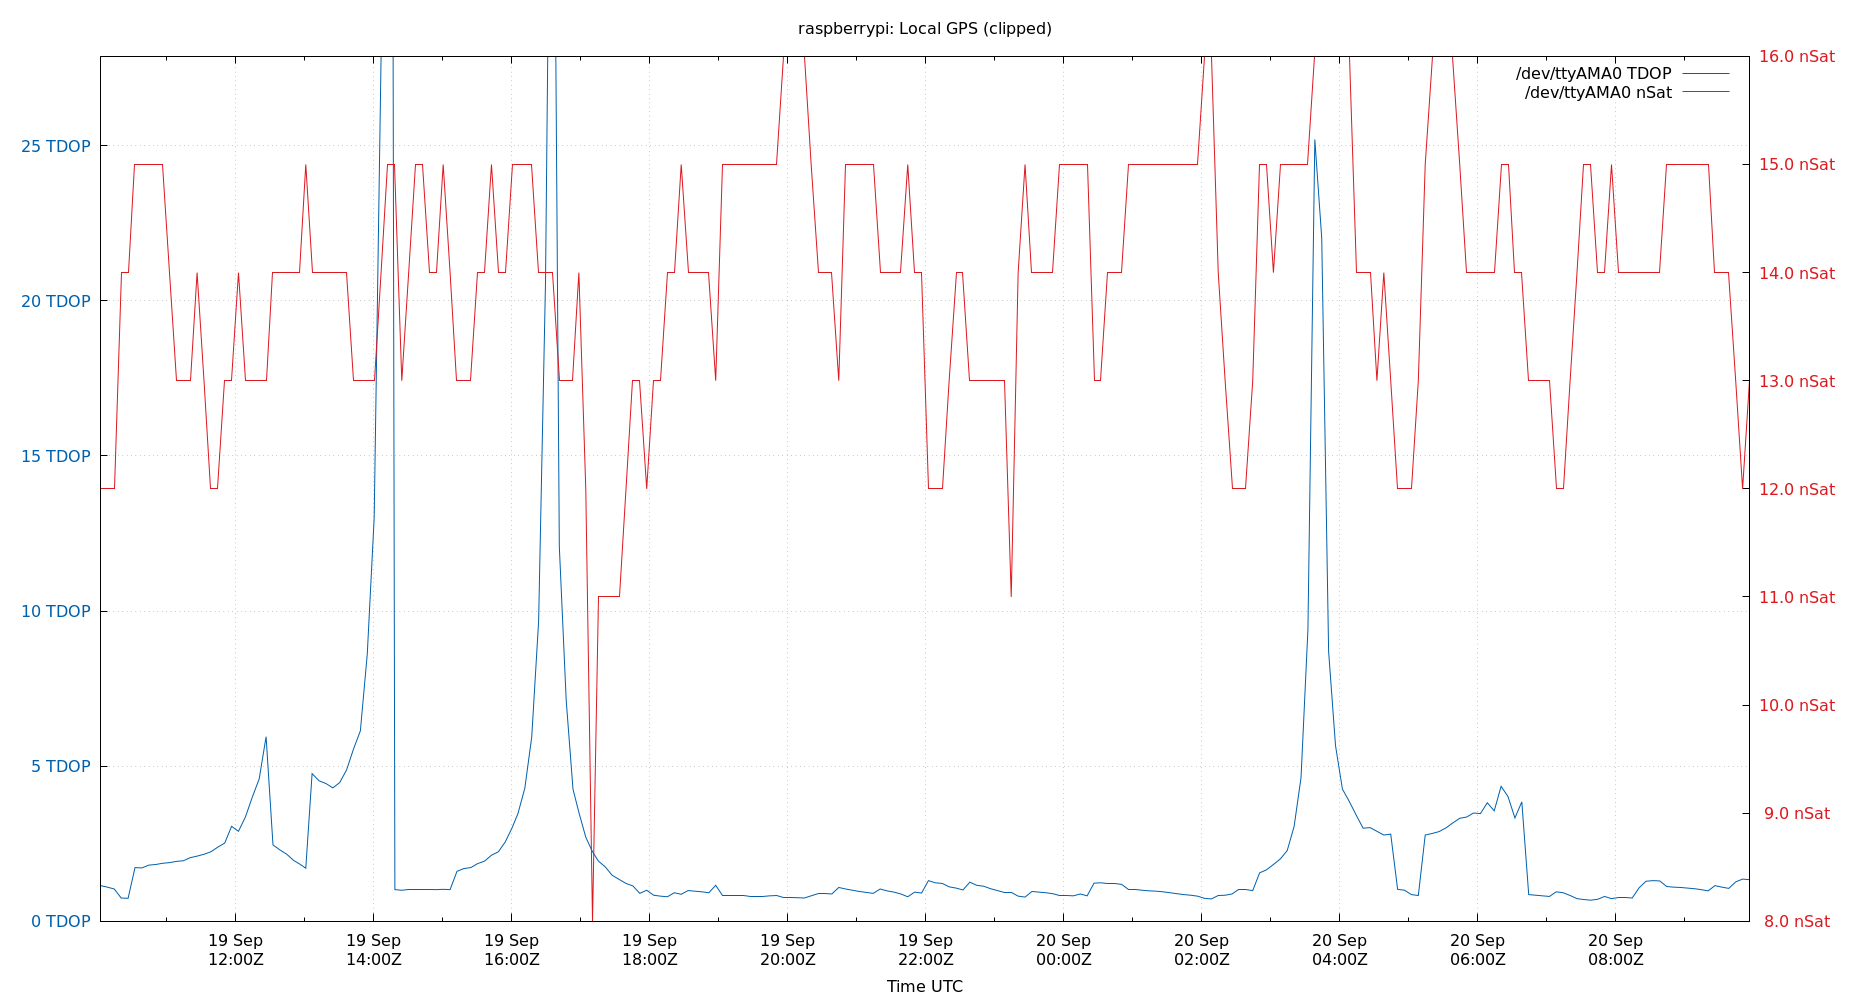 raspberrypi: Local GPS (clipped)
/dev/ttyAMA0 TDOP
/dev/ttyAMA0 nSat
25 TDOP
20 TDOP
15 TDOP
10 TDOP
5 TDOP
0 TDOP
16.0 nSat
15.0 nSat
14.0 nSat
13.0 nSat
12.0 nSat
11.0 nSat
10.0 nSat
9.0 nSat
8.0 nSat
19 Sep 19 Sep 19 Sep 19 Sep 19 Sep 19 Sep 20 Sep 20 Sep 20 Sep 20 Sep 20 Sep
12:00Z 14:00Z 16:00Z 18:00Z 20:00Z 22:00Z 00:00Z 02:00Z 04:00Z 06:00Z 08:00Z
Time UTC